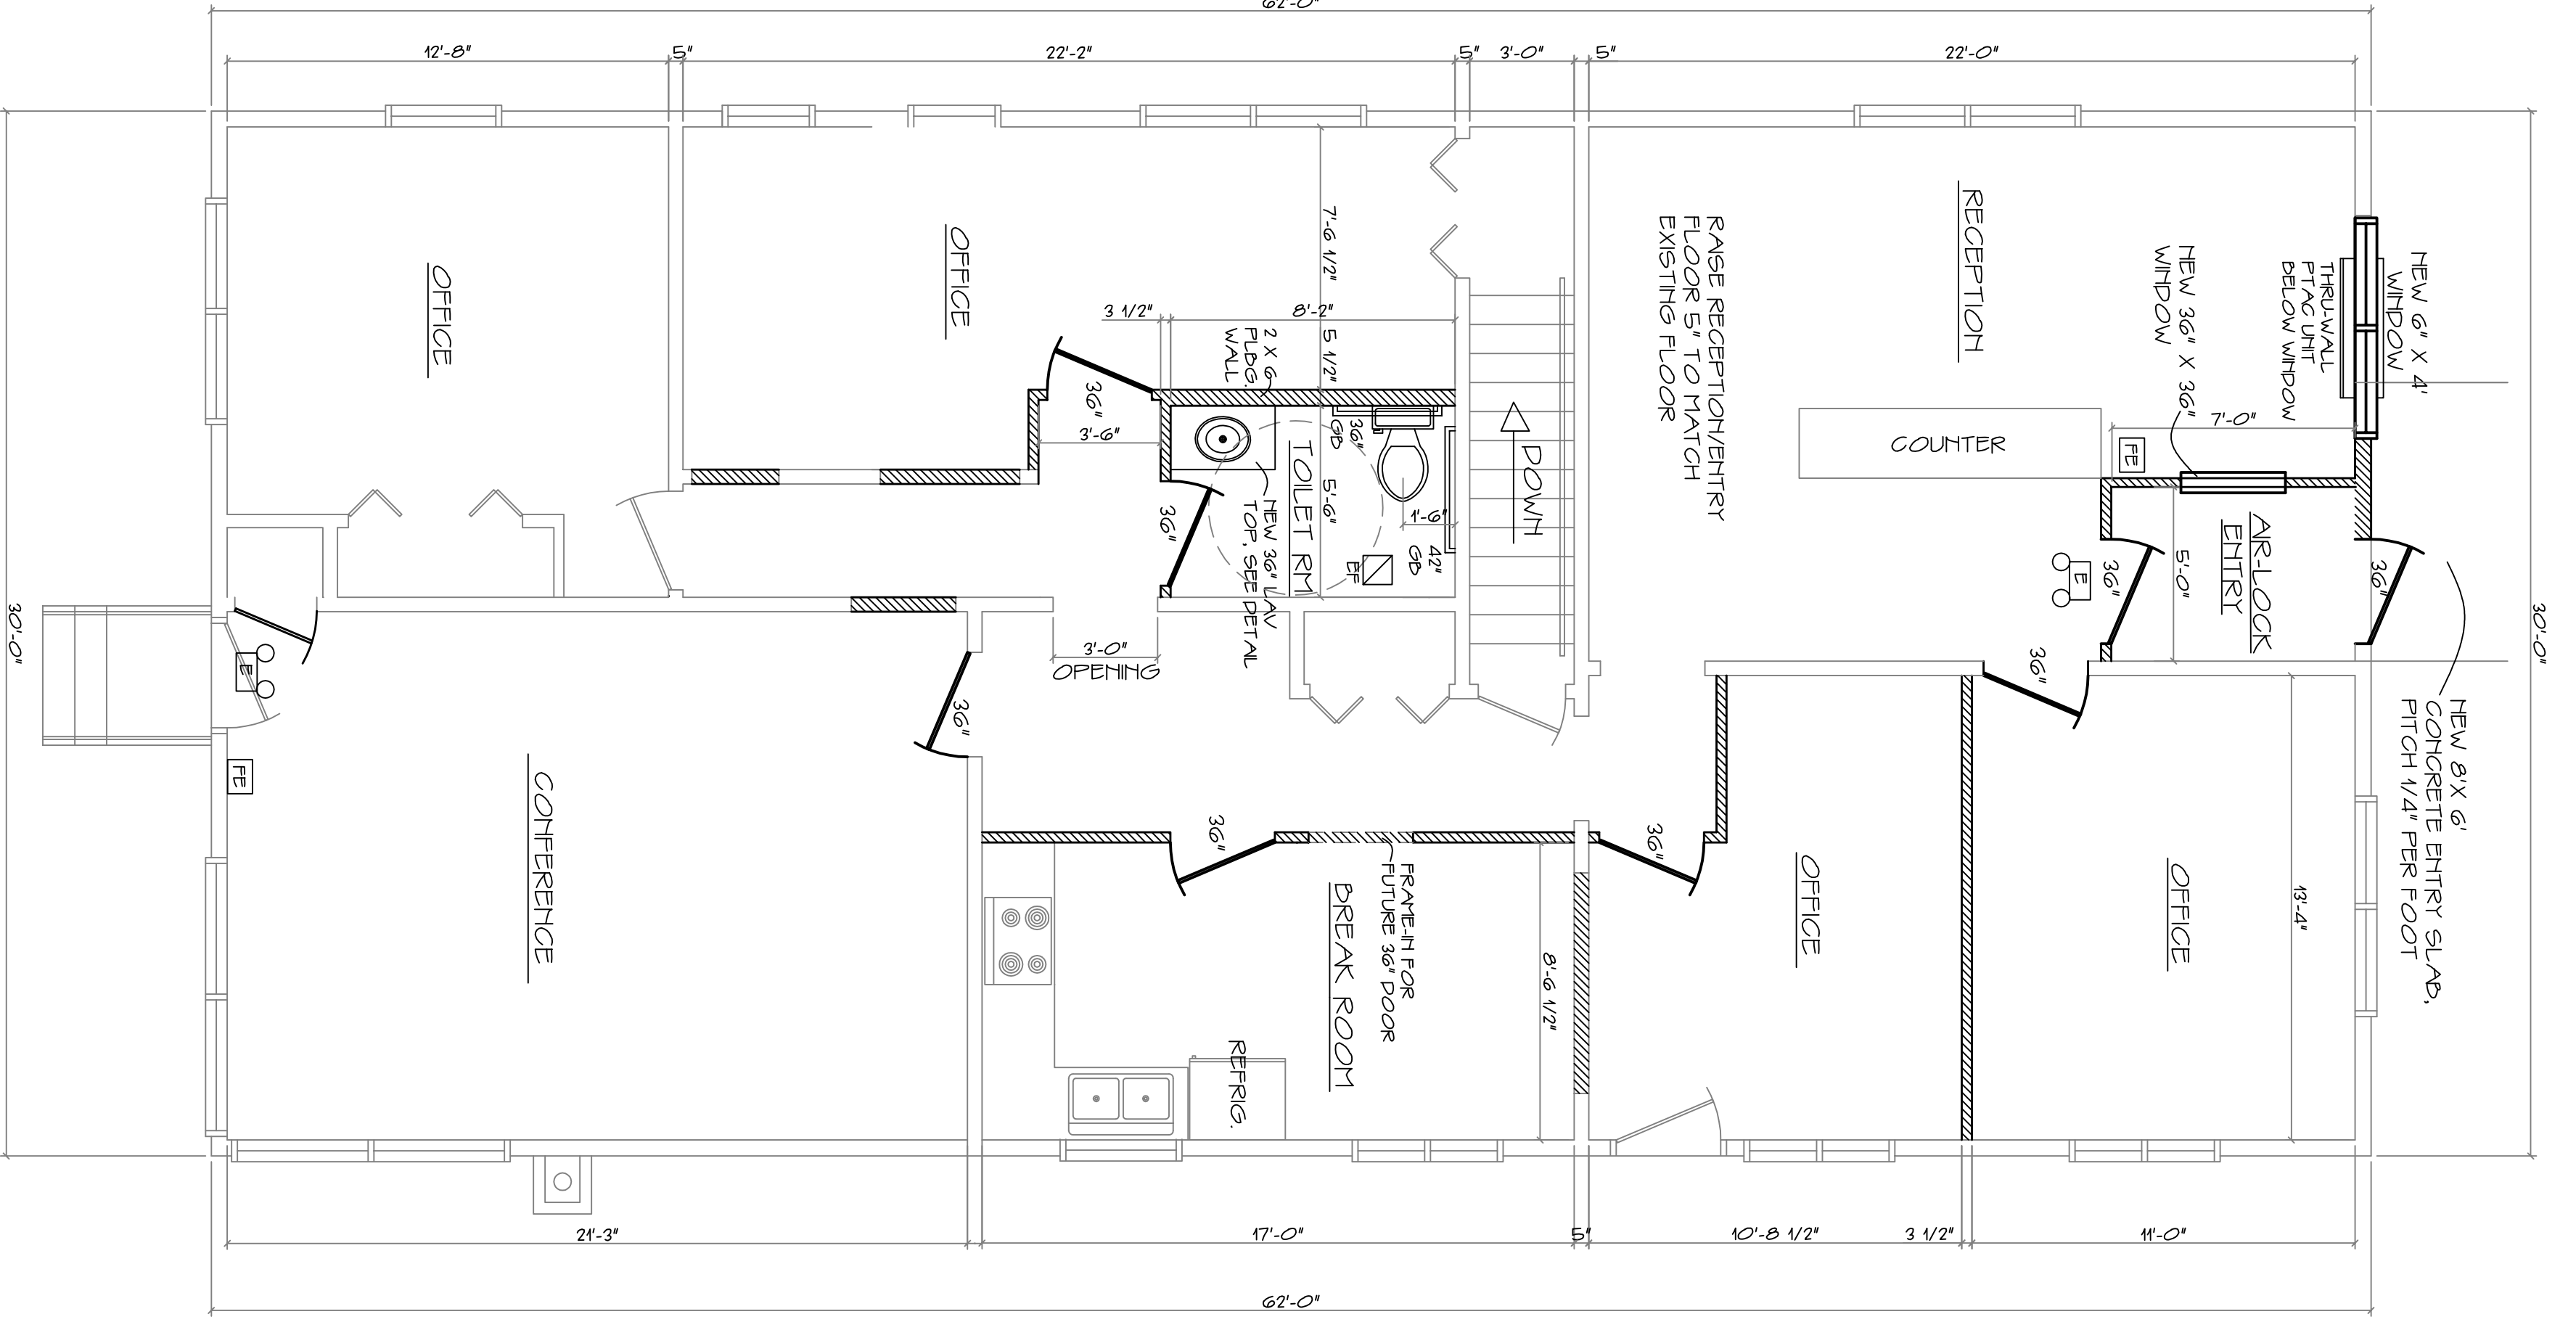 62'-0"
12'-8"
5"
22'-2"
5"
3'-0"
5"
22'-0"
30'-0"
OFFICE
OFFICE
7'-6 1/2"
3 1/2"
8'-2"
5 1/2"
2 X 6
PLBG.
WALL
36"
3'-6"
36"
GB
TOILET RM
5'-6"
1'-6"
42"
GB
EF
36"
NEW 36" LAV
TOP, SEE DETAIL
DOWN
RAISE RECEPTION/ENTRY
FLOOR 5" TO MATCH
EXISTING FLOOR
RECEPTION
NEW 36" X 36"
WINDOW
THRU-WALL
PTAC UNIT
BELOW WINDOW
NEW 6" X 4'
WINDOW
COUNTER
FE
7'-0"
AIR-LOCK
ENTRY
5'-0"
36"
36"
E
36"
NEW 8'X 6'
CONCRETE ENTRY SLAB,
PITCH 1/4" PER FOOT
30'-0"
E
FE
CONFERENCE
36"
3'-0"
OPENING
36"
FRAME-IN FOR
FUTURE 36" DOOR
BREAK ROOM
REFRIG.
8'-6 1/2"
36"
OFFICE
OFFICE
13'-4"
21'-3"
17'-0"
5"
10'-8 1/2"
3 1/2"
11'-0"
62'-0"